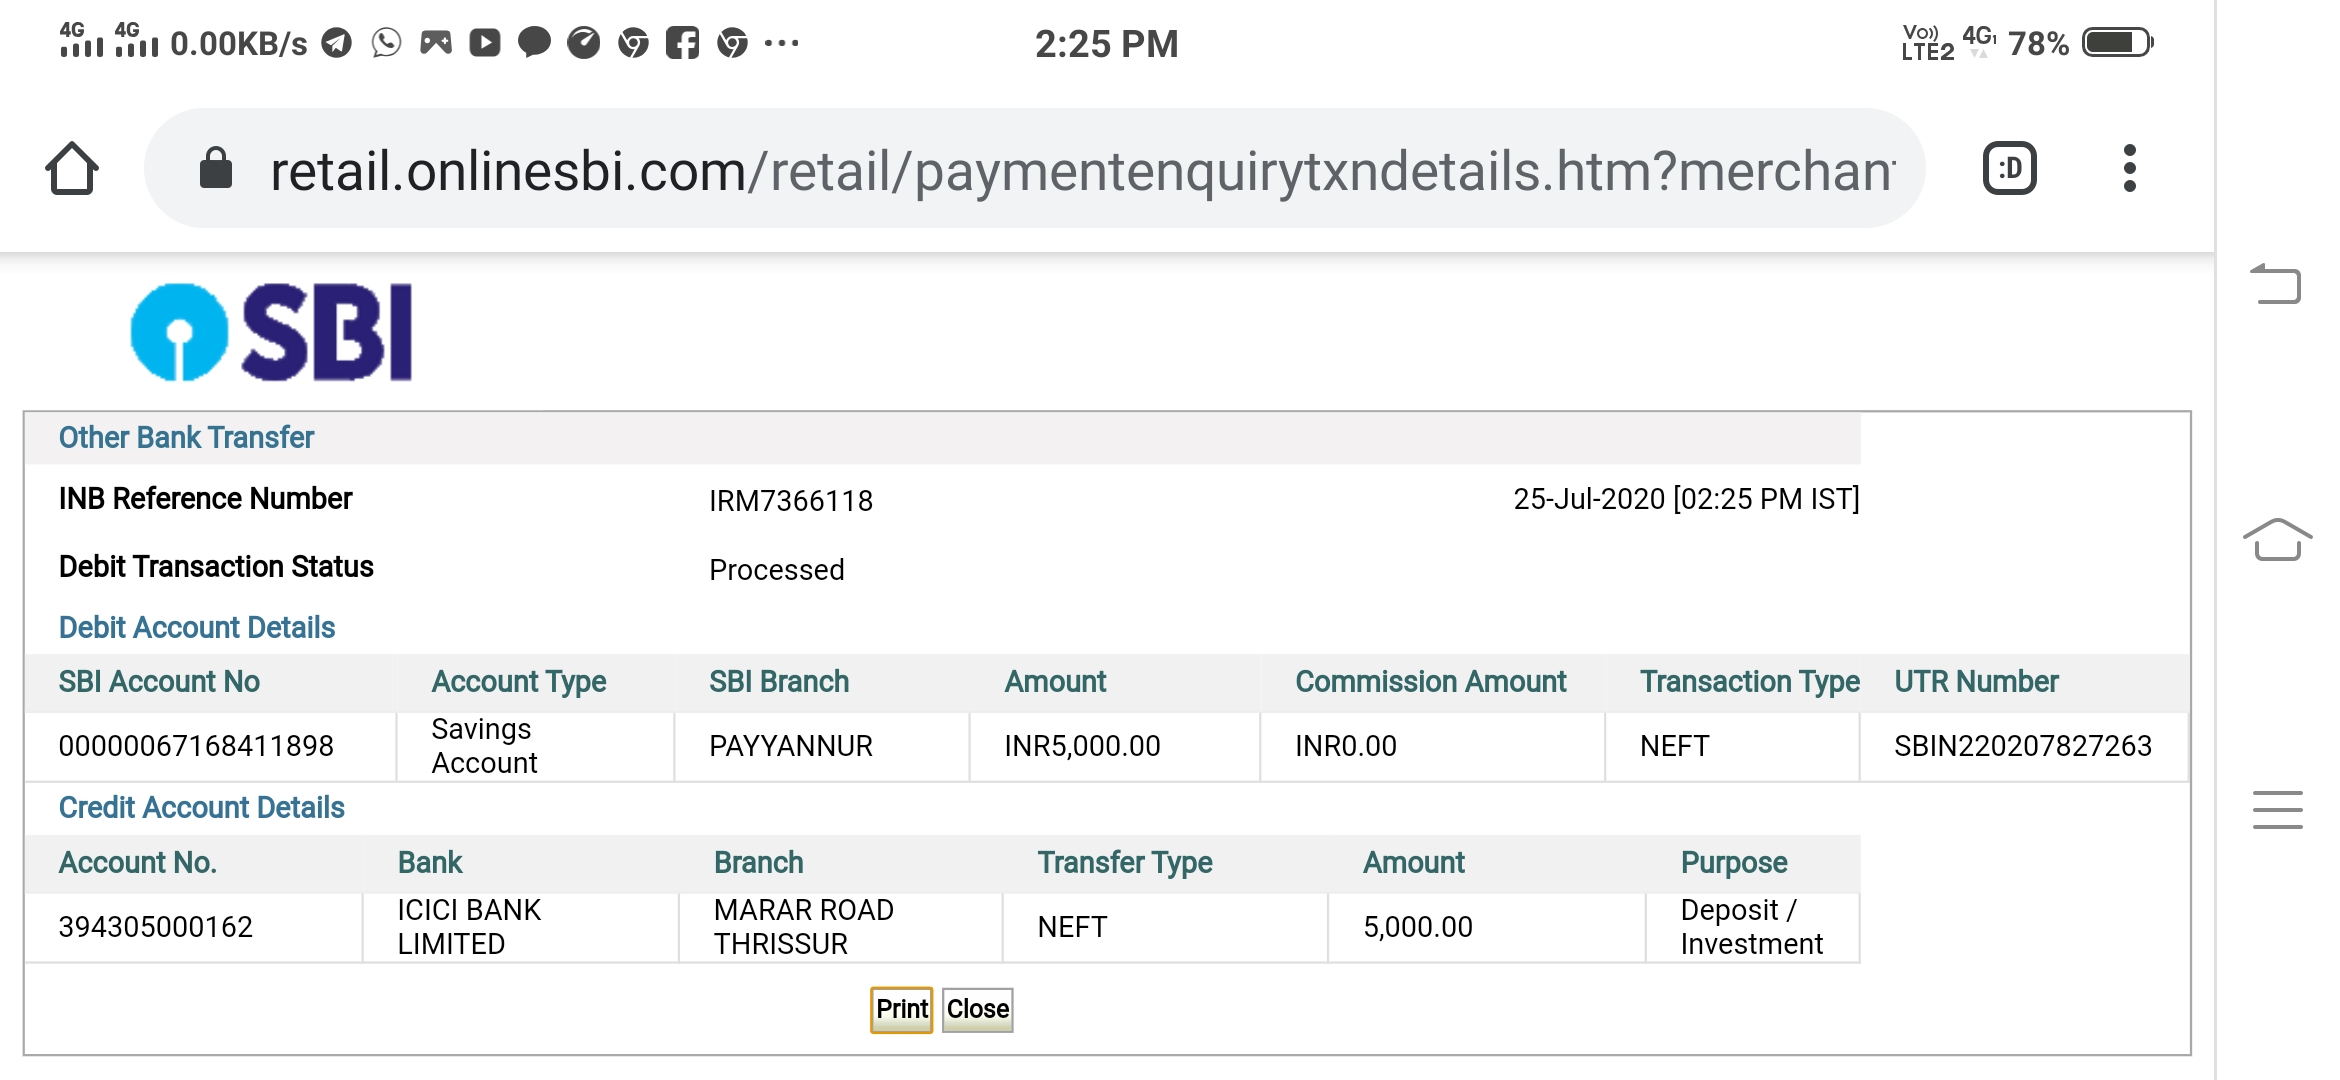 4G 4G 0.00KB/s ... 2:25 PM Vo)) LTE2 4G 78%
retail.onlinesbi.com/retail/paymentenquirytxndetails.htm?merchan :D
SBI
Other Bank Transfer
INB Reference Number IRM7366118 25-Jul-2020 [02:25 PM IST]
Debit Transaction Status Processed
Debit Account Details
SBI Account No Account Type SBI Branch Amount Commission Amount Transaction Type UTR Number
00000067168411898 Savings Account PAYYANNUR INR5,000.00 INR0.00 NEFT SBIN220207827263
Credit Account Details
Account No. Bank Branch Transfer Type Amount Purpose
394305000162 ICICI BANK LIMITED MARAR ROAD THRISSUR NEFT 5,000.00 Deposit / Investment
Print Close